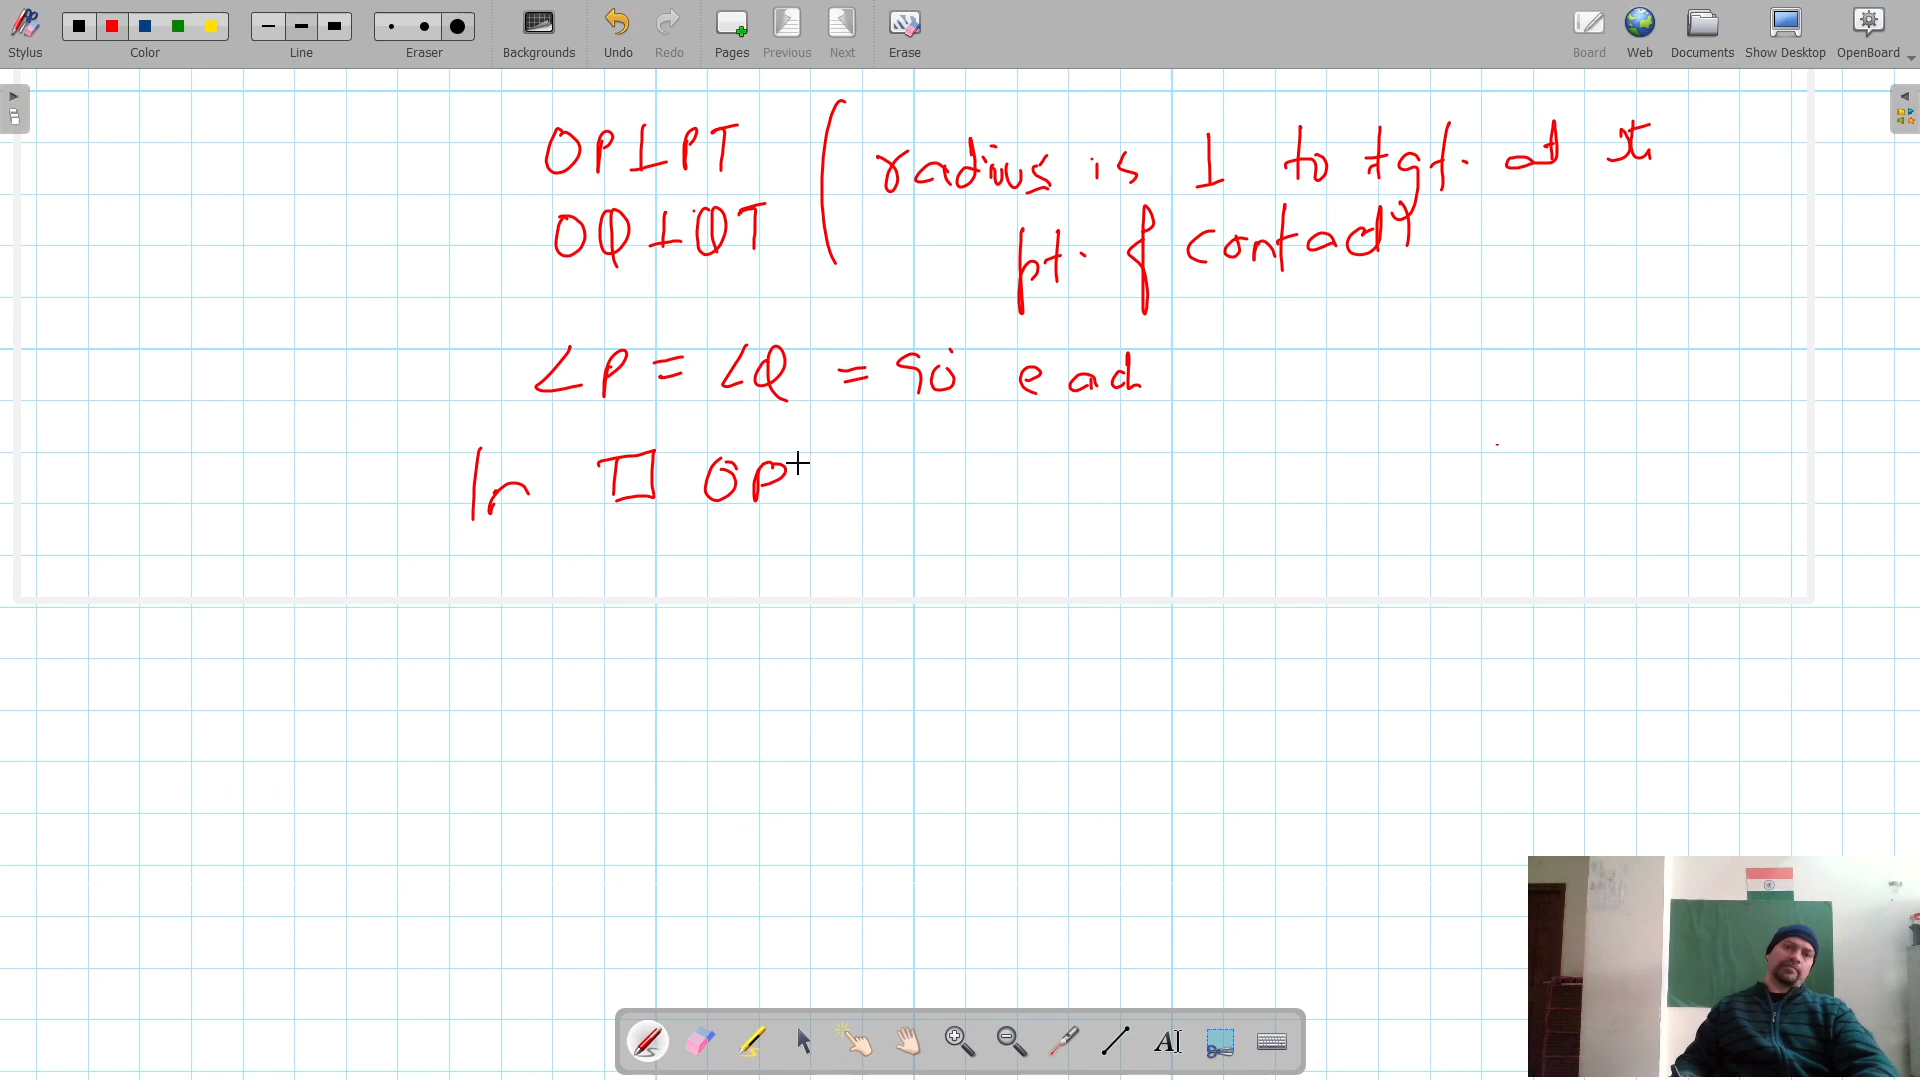 Stylus Color Line Eraser Backgrounds Undo Redo Pages Previous Next Erase Board Web Documents Show Desktop OpenBoard
OP ⊥ PT ( radius is ⊥ to tgt. at
OQ ⊥ QT pt. of contact)
∠P = ∠Q = 90° each
In □ OP